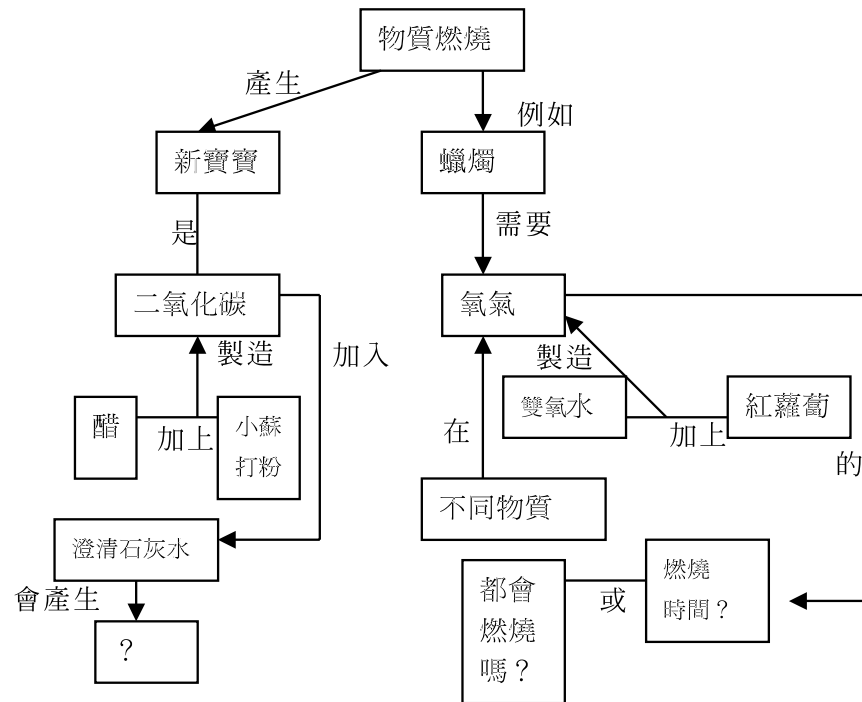 物質燃燒
產生
例如
新寶寶
蠟燭
是
需要
二氧化碳
氧氣
製造
加入
製造
醋
加上
小蘇
打粉
雙氧水
加上
紅蘿蔔
在
的
不同物質
澄清石灰水
會產生
？
都會
燃燒
嗎？
或
燃燒
時間？